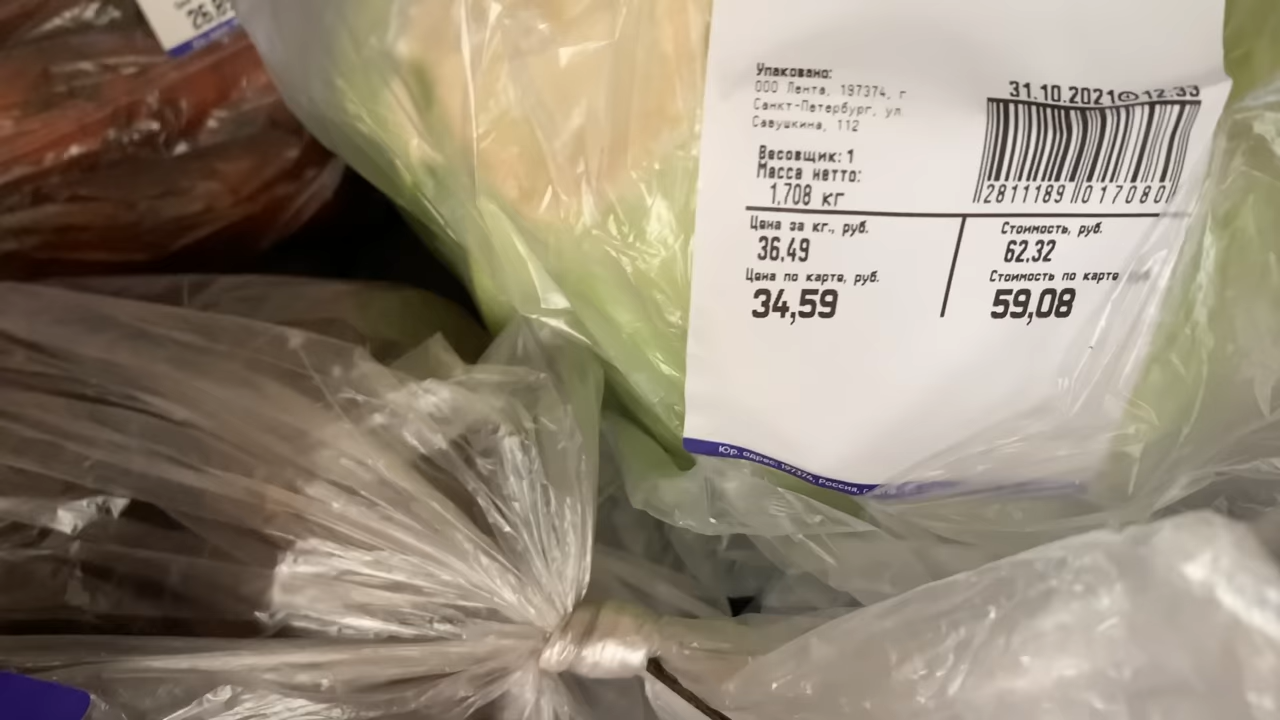 26,8
Упаковано:
ООО Лента, 197374, г
Санкт-Петербург, ул.
Савушкина, 112
31.10.2021 12:33
Весовщик: 1
Масса нетто:
1,708 кг
2811189 017080
Цена за кг., руб.
36,49
Стоимость, руб.
62,32
Цена по карте, руб.
34,59
Стоимость по карте
59,08
Юр. адрес: 197374, Россия, г